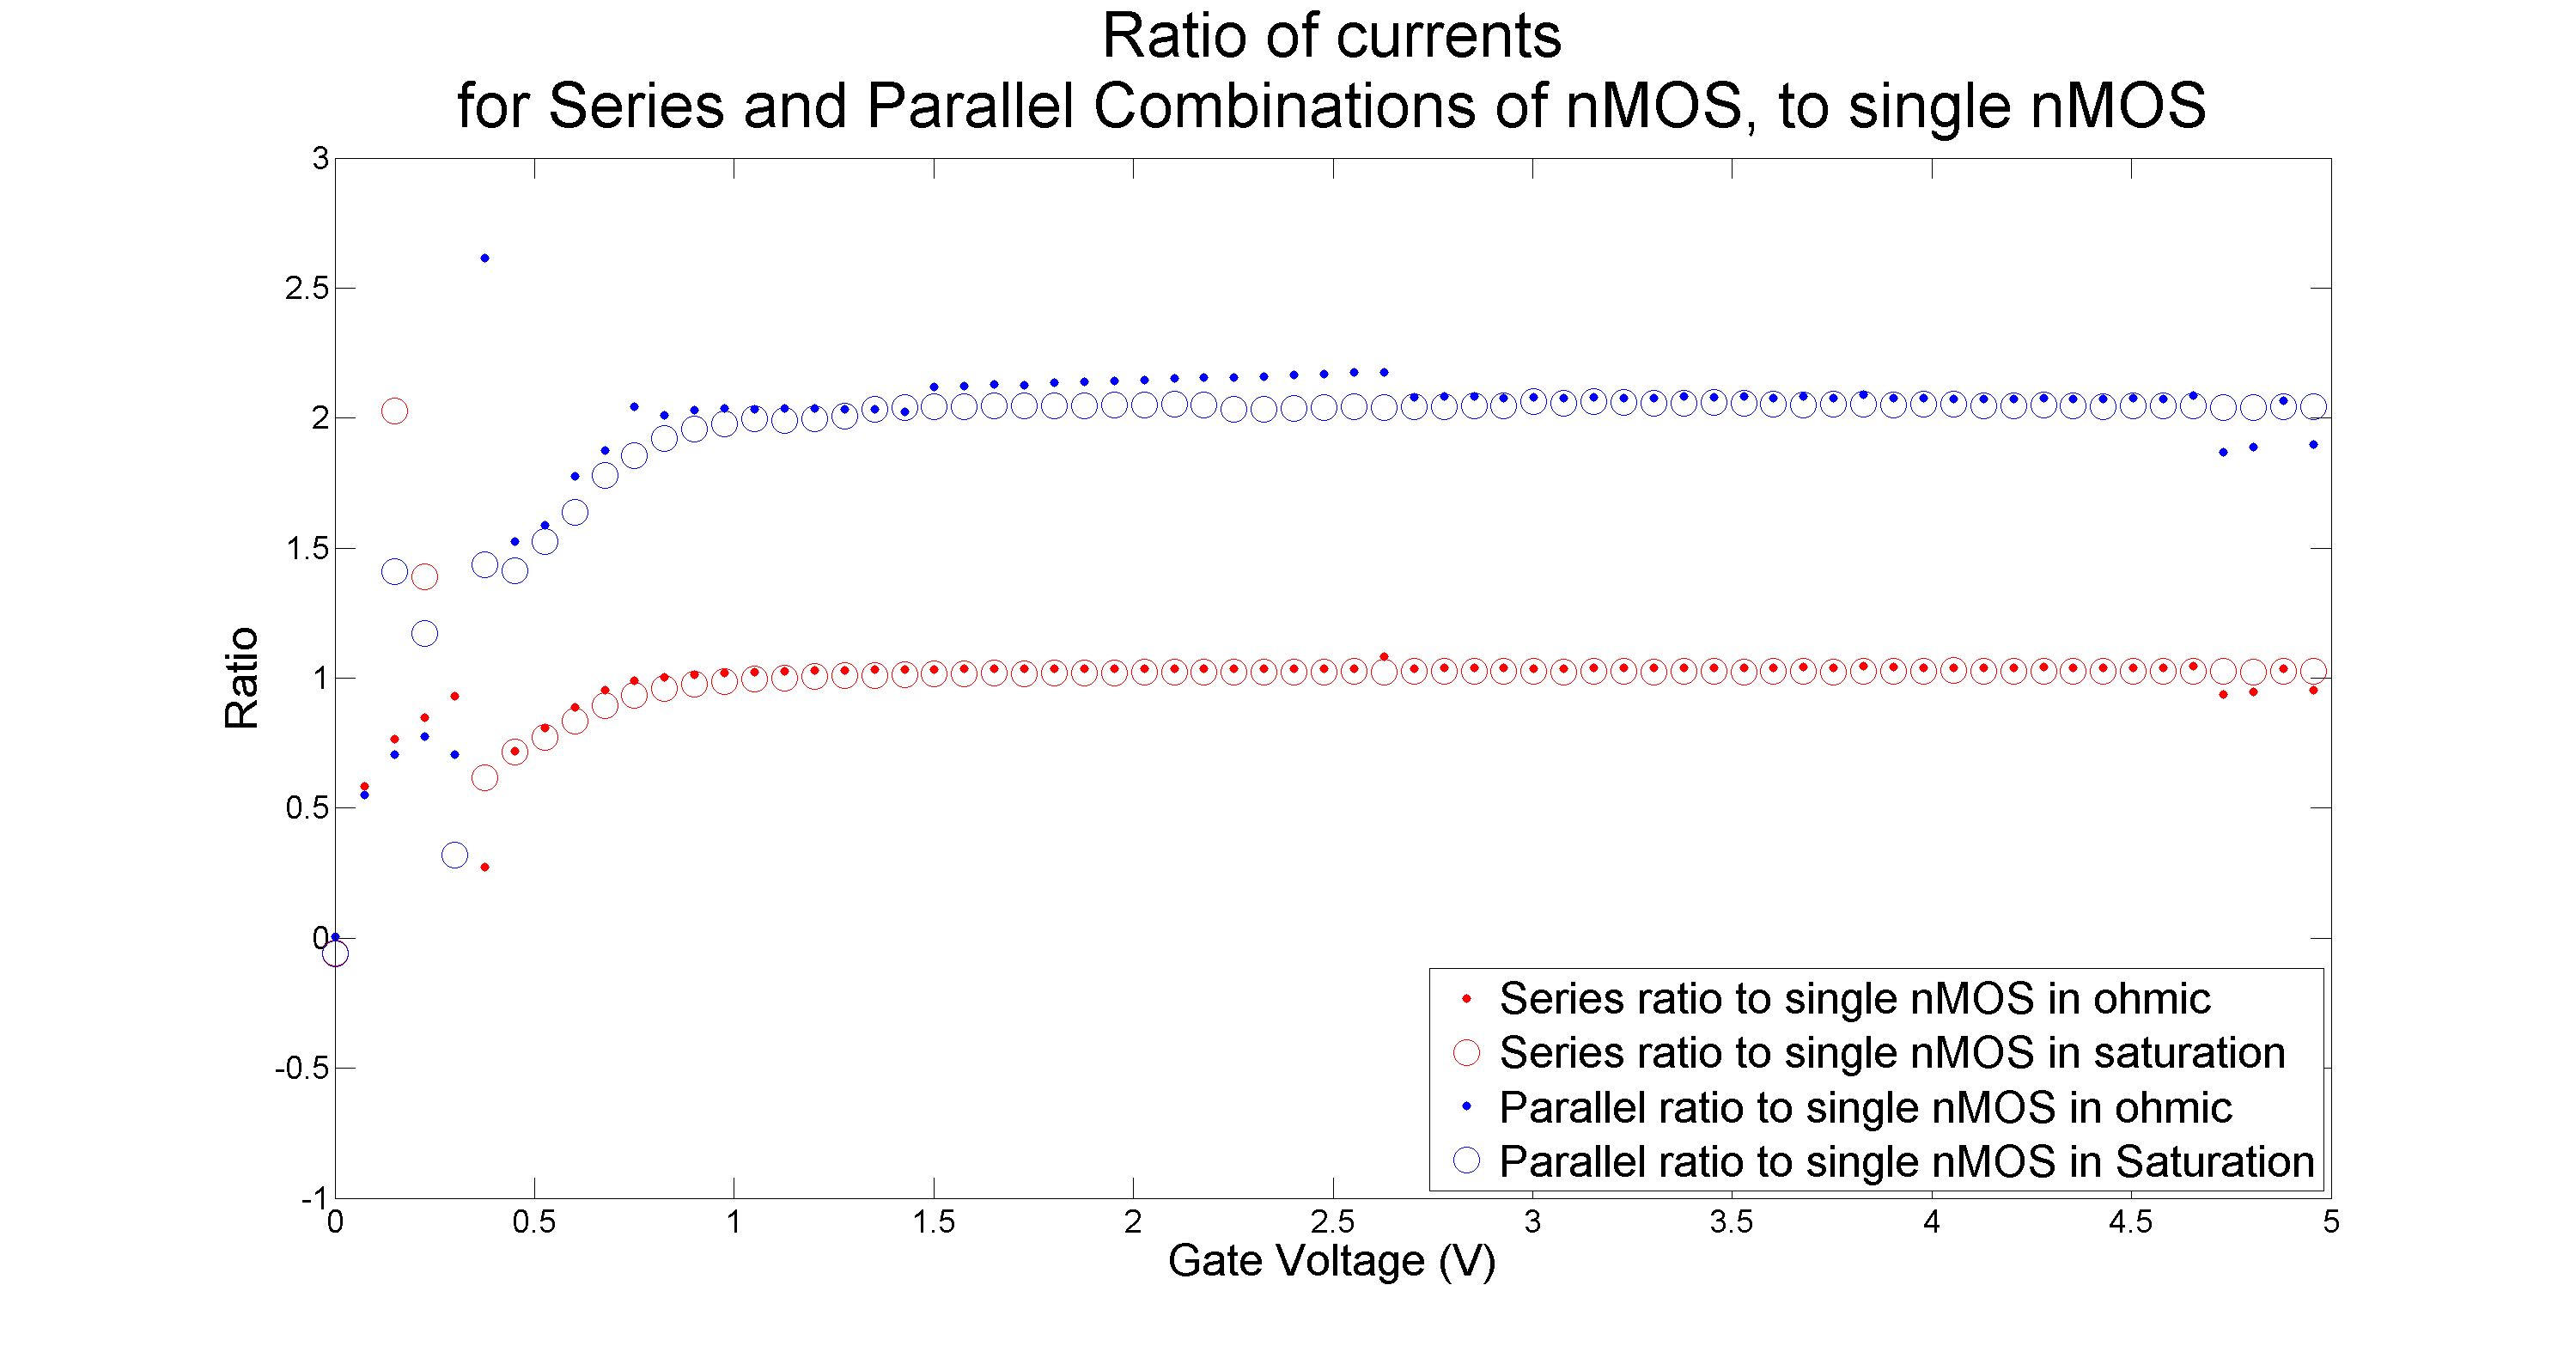 Ratio of currents
for Series and Parallel Combinations of nMOS, to single nMOS
3
2.5
2
1.5
1
0.5
0
-0.5
-1
Ratio
0 0.5 1 1.5 2 2.5 3 3.5 4 4.5 5
Gate Voltage (V)
Series ratio to single nMOS in ohmic
Series ratio to single nMOS in saturation
Parallel ratio to single nMOS in ohmic
Parallel ratio to single nMOS in Saturation